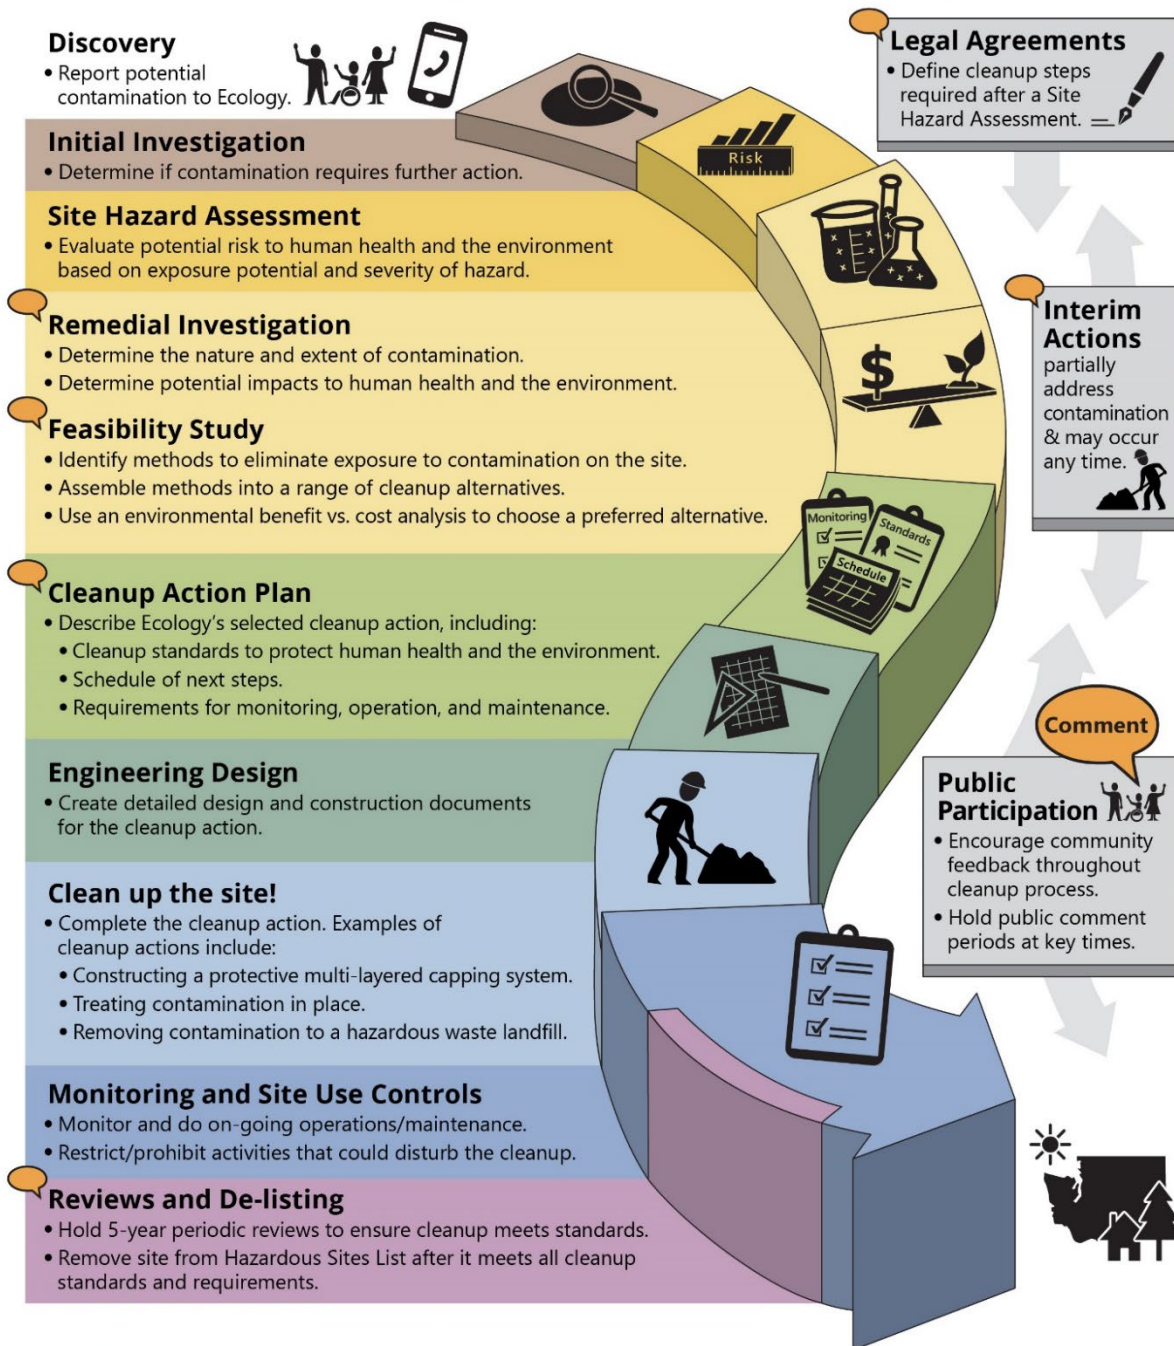 Discovery
• Report potential
contamination to Ecology.
Initial Investigation
• Determine if contamination requires further action.
Site Hazard Assessment
• Evaluate potential risk to human health and the environment
based on exposure potential and severity of hazard.
Remedial Investigation
• Determine the nature and extent of contamination.
• Determine potential impacts to human health and the environment.
Feasibility Study
• Identify methods to eliminate exposure to contamination on the site.
• Assemble methods into a range of cleanup alternatives.
• Use an environmental benefit vs. cost analysis to choose a preferred alternative.
Cleanup Action Plan
• Describe Ecology's selected cleanup action, including:
• Cleanup standards to protect human health and the environment.
• Schedule of next steps.
• Requirements for monitoring, operation, and maintenance.
Engineering Design
• Create detailed design and construction documents
for the cleanup action.
Clean up the site!
• Complete the cleanup action. Examples of
cleanup actions include:
• Constructing a protective multi-layered capping system.
• Treating contamination in place.
• Removing contamination to a hazardous waste landfill.
Monitoring and Site Use Controls
• Monitor and do on-going operations/maintenance.
• Restrict/prohibit activities that could disturb the cleanup.
Reviews and De-listing
• Hold 5-year periodic reviews to ensure cleanup meets standards.
• Remove site from Hazardous Sites List after it meets all cleanup
standards and requirements.
Risk
$
Monitoring
Standards
Schedule
Legal Agreements
• Define cleanup steps
required after a Site
Hazard Assessment.
Interim
Actions
partially
address
contamination
& may occur
any time.
Comment
Public
Participation
• Encourage community
feedback throughout
cleanup process.
• Hold public comment
periods at key times.